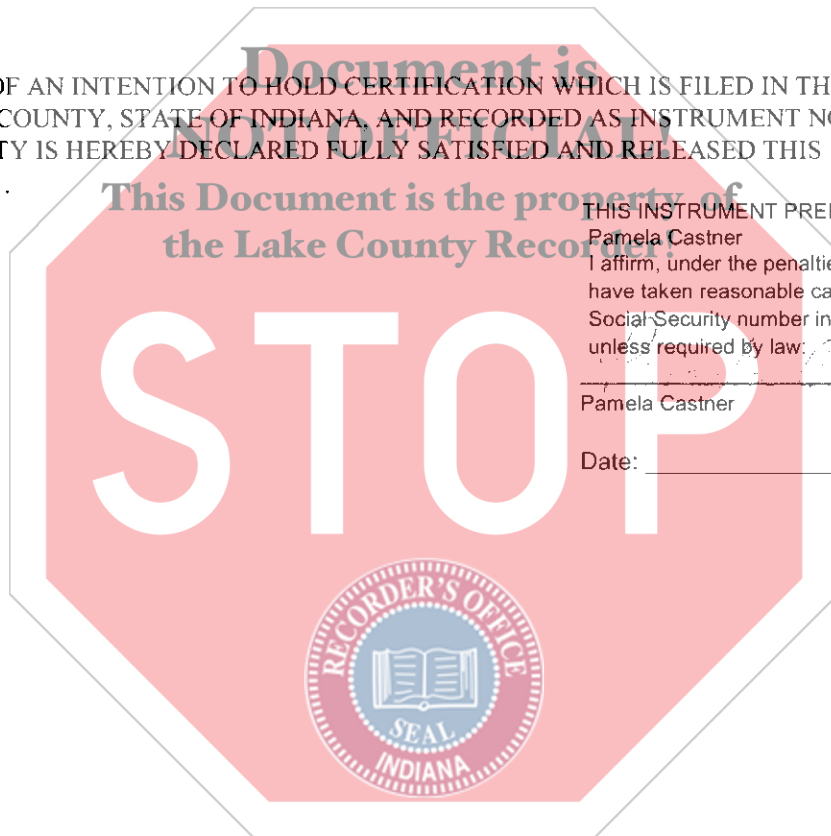 Document is
OF AN INTENTION TO HOLD CERTIFICATION WHICH IS FILED IN TH
COUNTY, STATE OF INDIANA, AND RECORDED AS INSTRUMENT NO
NOT OFFICIAL!
TY IS HEREBY DECLARED FULLY SATISFIED AND RELEASED THIS
.
This Document is the property of
the Lake County Recorder!
THIS INSTRUMENT PREI
Pamela Castner
I affirm, under the penaltie
have taken reasonable ca
Social Security number in
unless required by law:
Pamela Castner
Date:
STOP
RECORDER'S OFFICE
SEAL
INDIANA